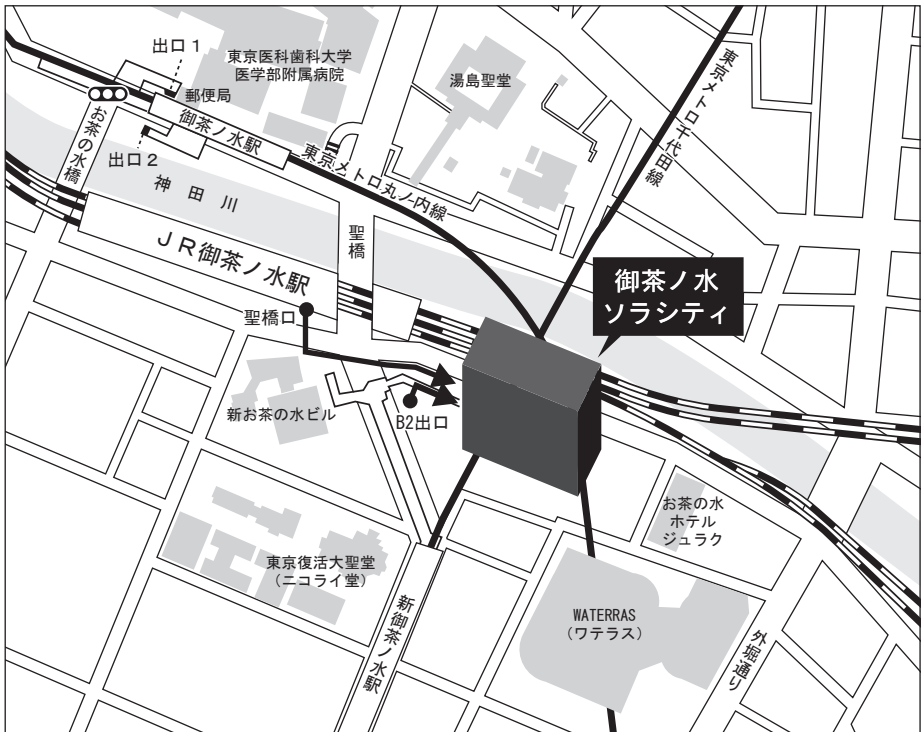 出口１
東京医科歯科大学
医学部附属病院
郵便局
御茶ノ水駅
出口２
お茶の水橋
神田川
東京メトロ丸ノ内線
湯島聖堂
東京メトロ千代田線
聖橋
ＪＲ御茶ノ水駅
聖橋口
御茶ノ水
ソラシティ
新お茶の水ビル
B2出口
お茶の水
ホテル
ジュラク
東京復活大聖堂
（ニコライ堂）
新御茶ノ水駅
WATERRAS
（ワテラス）
外堀通り